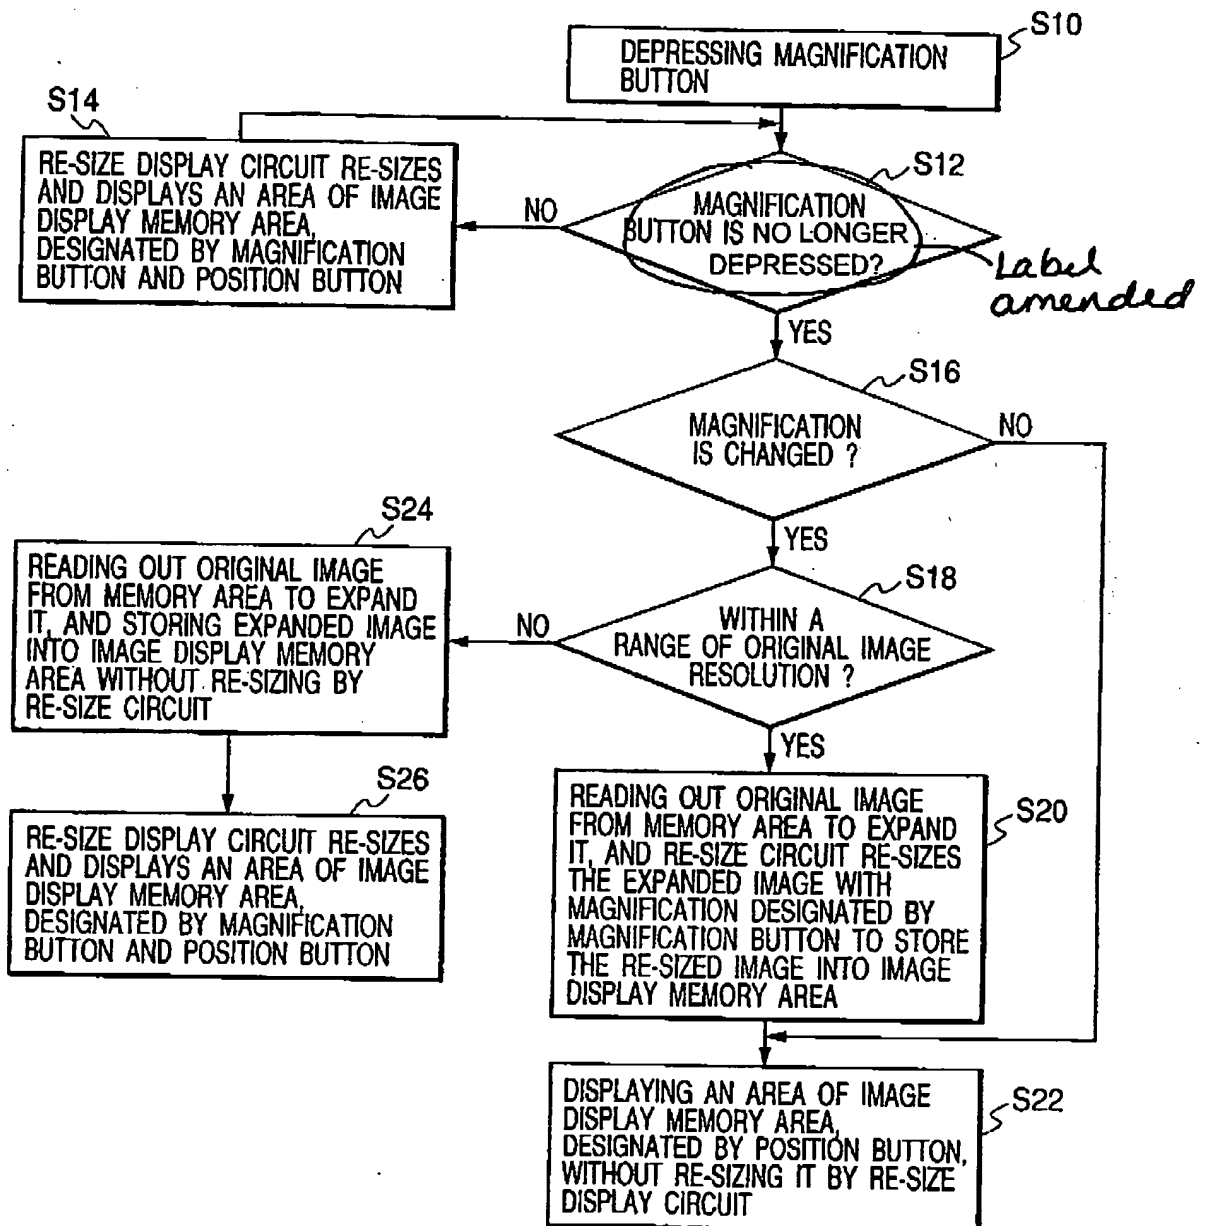 S10
DEPRESSING MAGNIFICATION
BUTTON
S14
RE-SIZE DISPLAY CIRCUIT RE-SIZES
AND DISPLAYS AN AREA OF IMAGE
DISPLAY MEMORY AREA,
DESIGNATED BY MAGNIFICATION
BUTTON AND POSITION BUTTON
NO
S12
MAGNIFICATION
BUTTON IS NO LONGER
DEPRESSED?
Label
amended
YES
S16
MAGNIFICATION
IS CHANGED ?
NO
YES
S24
READING OUT ORIGINAL IMAGE
FROM MEMORY AREA TO EXPAND
IT, AND STORING EXPANDED IMAGE
INTO IMAGE DISPLAY MEMORY
AREA WITHOUT RE-SIZING BY
RE-SIZE CIRCUIT
NO
S18
WITHIN A
RANGE OF ORIGINAL IMAGE
RESOLUTION ?
YES
S26
RE-SIZE DISPLAY CIRCUIT RE-SIZES
AND DISPLAYS AN AREA OF IMAGE
DISPLAY MEMORY AREA,
DESIGNATED BY MAGNIFICATION
BUTTON AND POSITION BUTTON
S20
READING OUT ORIGINAL IMAGE
FROM MEMORY AREA TO EXPAND
IT, AND RE-SIZE CIRCUIT RE-SIZES
THE EXPANDED IMAGE WITH
MAGNIFICATION DESIGNATED BY
MAGNIFICATION BUTTON TO STORE
THE RE-SIZED IMAGE INTO IMAGE
DISPLAY MEMORY AREA
S22
DISPLAYING AN AREA OF IMAGE
DISPLAY MEMORY AREA,
DESIGNATED BY POSITION BUTTON,
WITHOUT RE-SIZING IT BY RE-SIZE
DISPLAY CIRCUIT